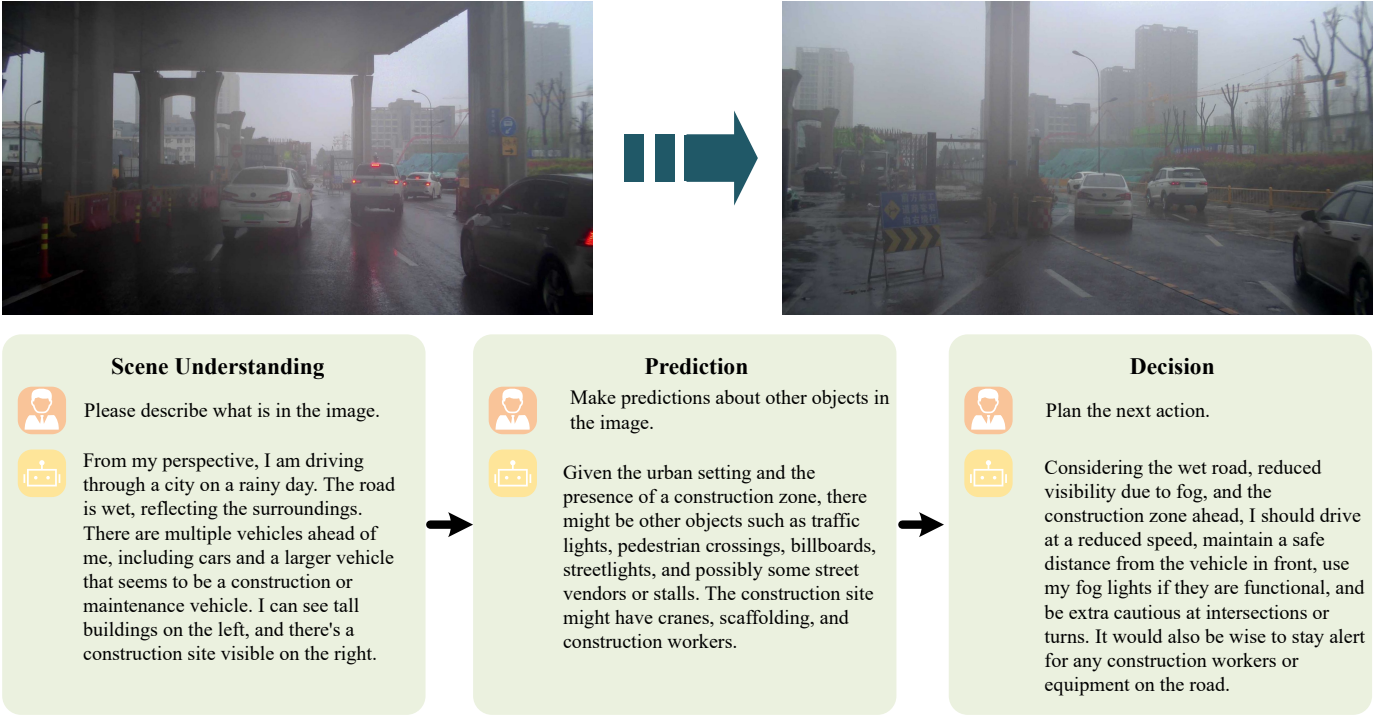 Scene Understanding
Please describe what is in the image.
From my perspective, I am driving
through a city on a rainy day. The road
is wet, reflecting the surroundings.
There are multiple vehicles ahead of
me, including cars and a larger vehicle
that seems to be a construction or
maintenance vehicle. I can see tall
buildings on the left, and there's a
construction site visible on the right.
Prediction
Make predictions about other objects in
the image.
Given the urban setting and the
presence of a construction zone, there
might be other objects such as traffic
lights, pedestrian crossings, billboards,
streetlights, and possibly some street
vendors or stalls. The construction site
might have cranes, scaffolding, and
construction workers.
Decision
Plan the next action.
Considering the wet road, reduced
visibility due to fog, and the
construction zone ahead, I should drive
at a reduced speed, maintain a safe
distance from the vehicle in front, use
my fog lights if they are functional, and
be extra cautious at intersections or
turns. It would also be wise to stay alert
for any construction workers or
equipment on the road.